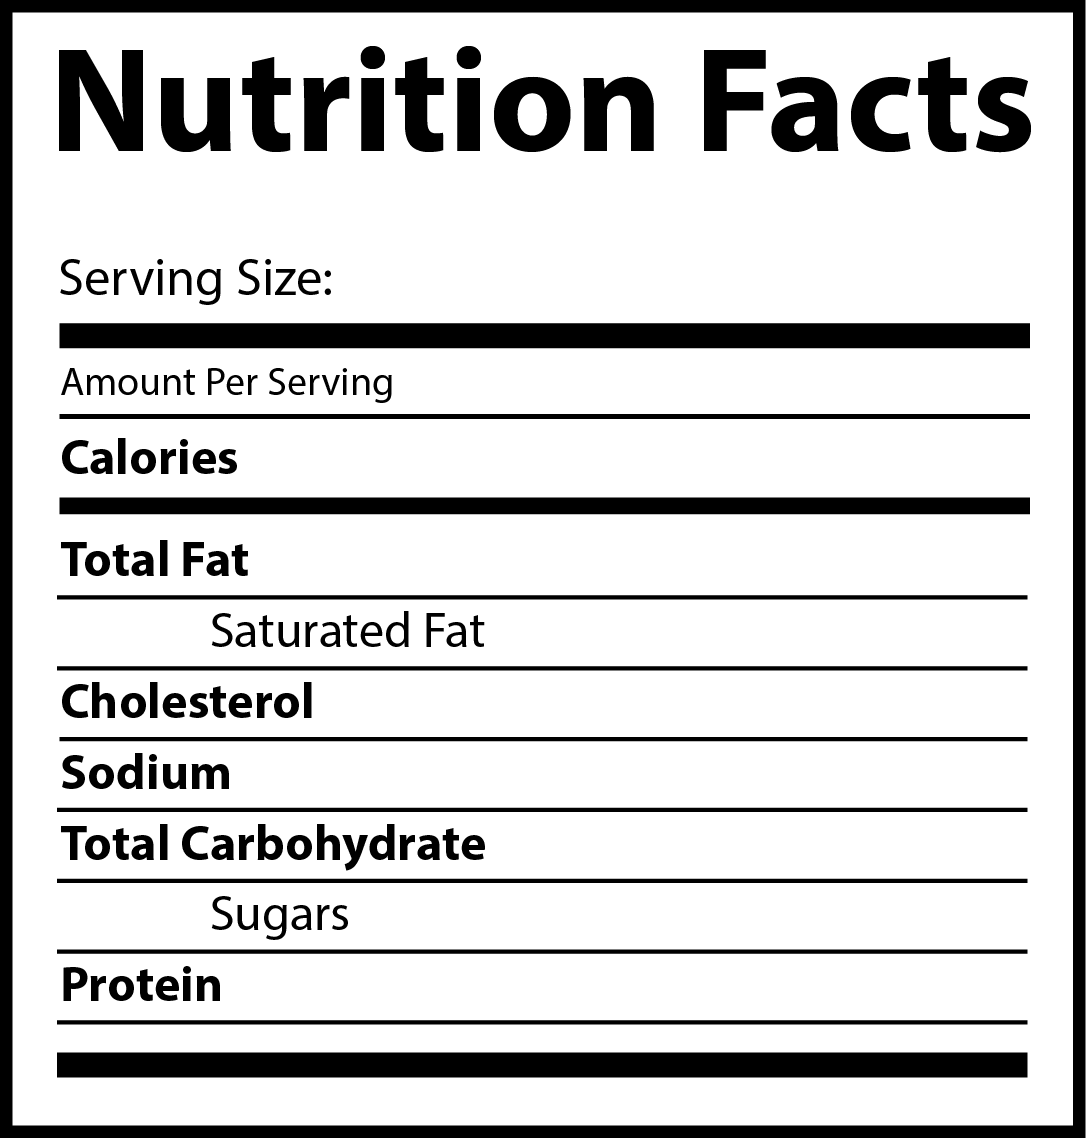 Nutrition Facts
Serving Size:
Amount Per Serving
Calories
Total Fat
Saturated Fat
Cholesterol
Sodium
Total Carbohydrate
Sugars
Protein